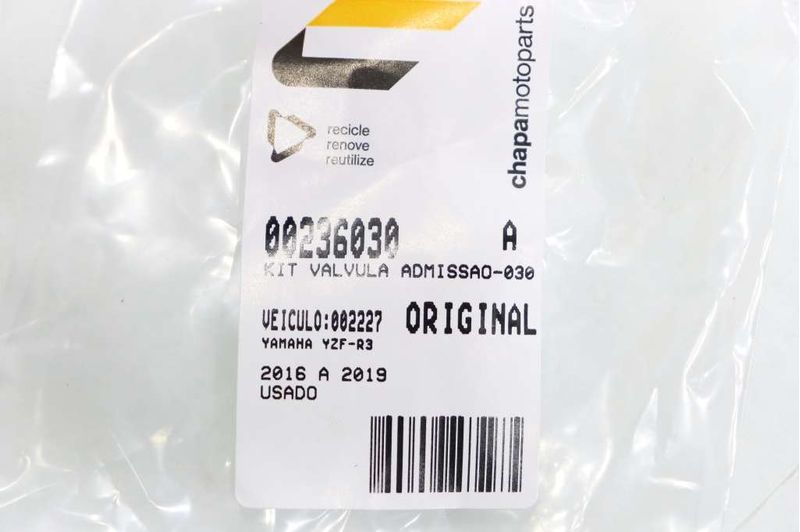 chapamotoparts
recicle
renove
reutilize
00236030 A
KIT VALVULA ADMISSAO-030
VEICULO:002227 ORIGINAL
YAMAHA YZF-R3
2016 A 2019
USADO